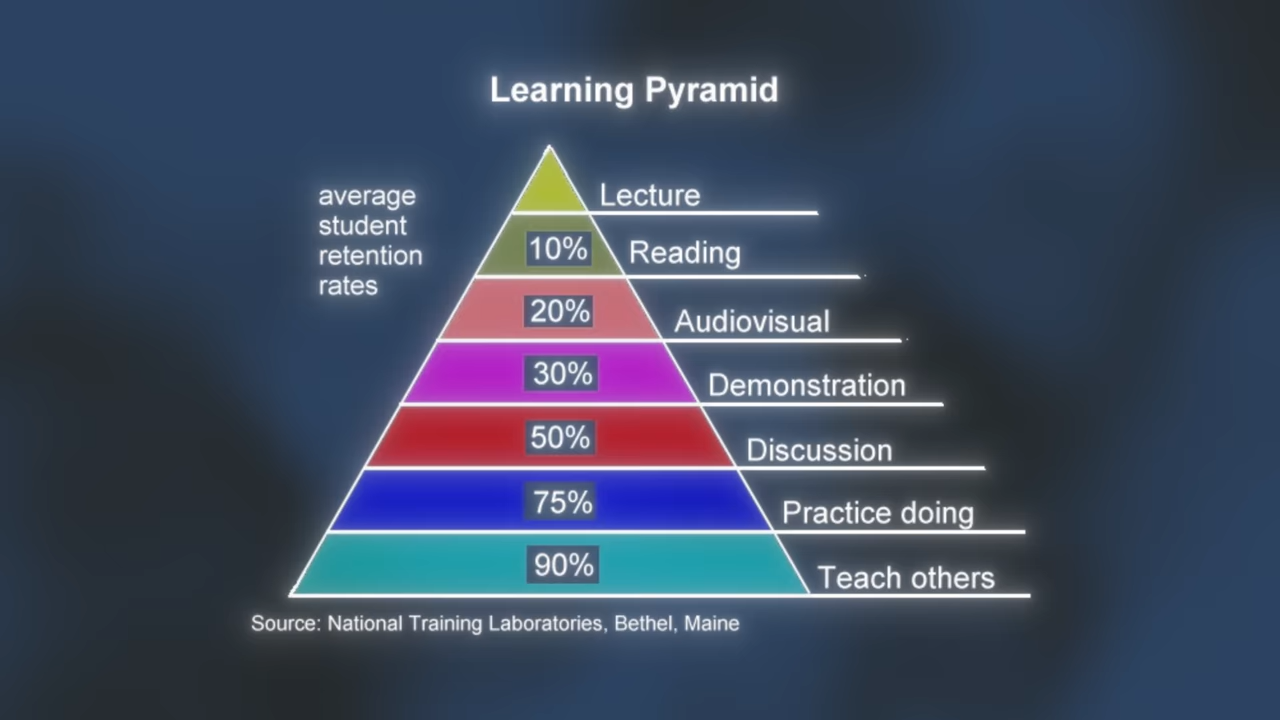 Learning Pyramid
average
student
retention
rates
Lecture
10% Reading
20% Audiovisual
30% Demonstration
50% Discussion
75% Practice doing
90% Teach others
Source: National Training Laboratories, Bethel, Maine